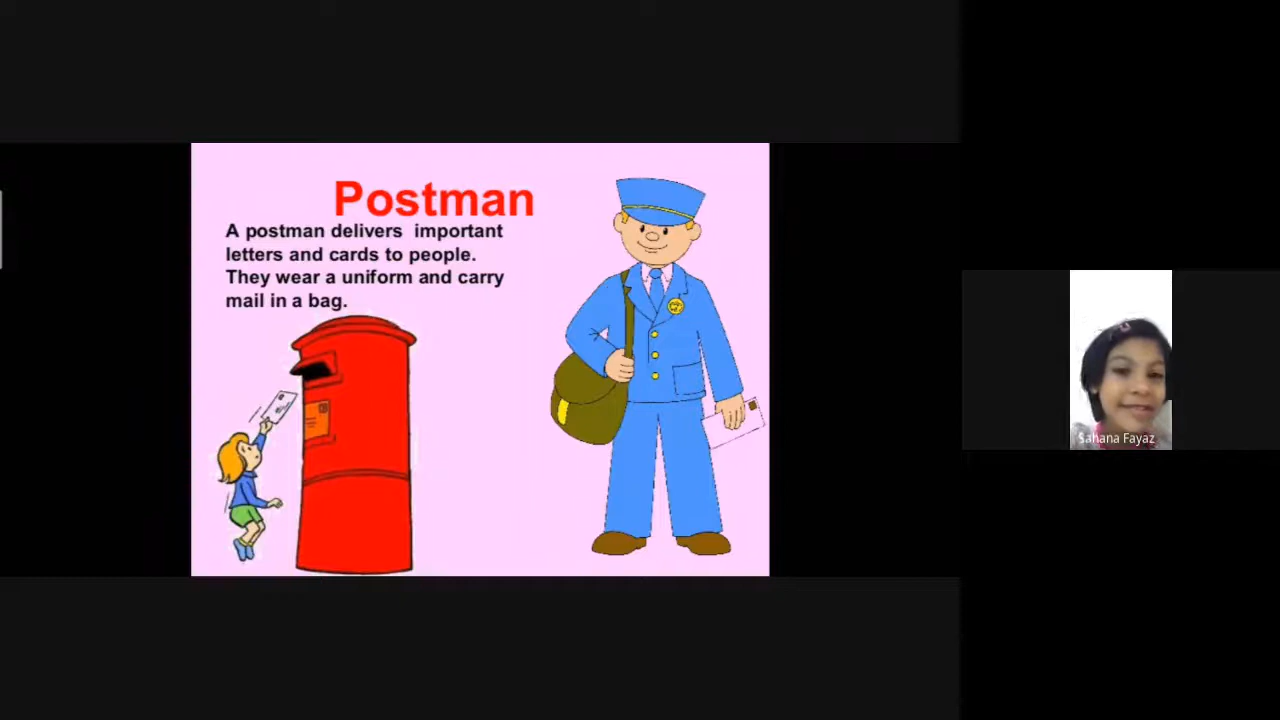 Postman
A postman delivers important
letters and cards to people.
They wear a uniform and carry
mail in a bag.
Sahana Fayaz